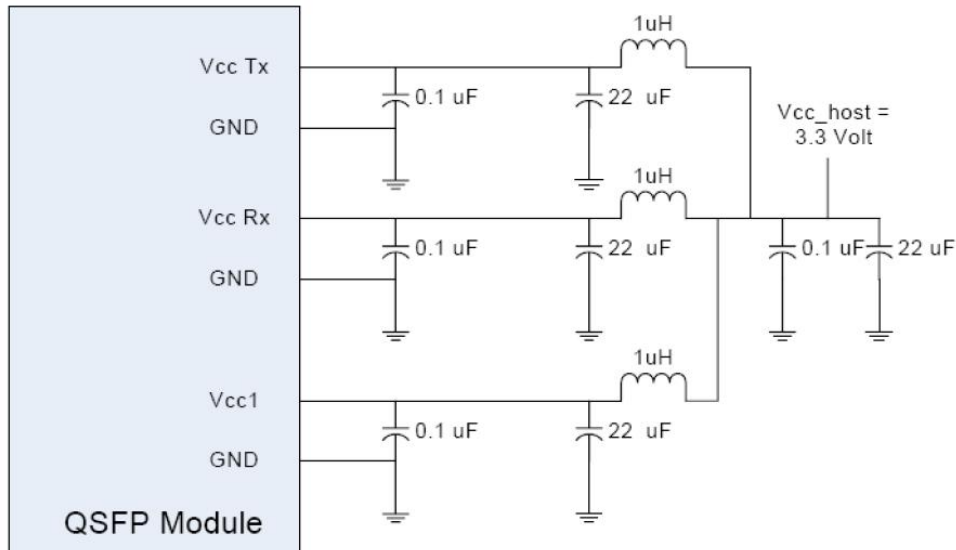 1uH
Vcc Tx
0.1 uF
22 uF
GND
Vcc_host =
3.3 Volt
1uH
Vcc Rx
0.1 uF
22 uF
0.1 uF
22 uF
GND
1uH
Vcc1
0.1 uF
22 uF
GND
QSFP Module